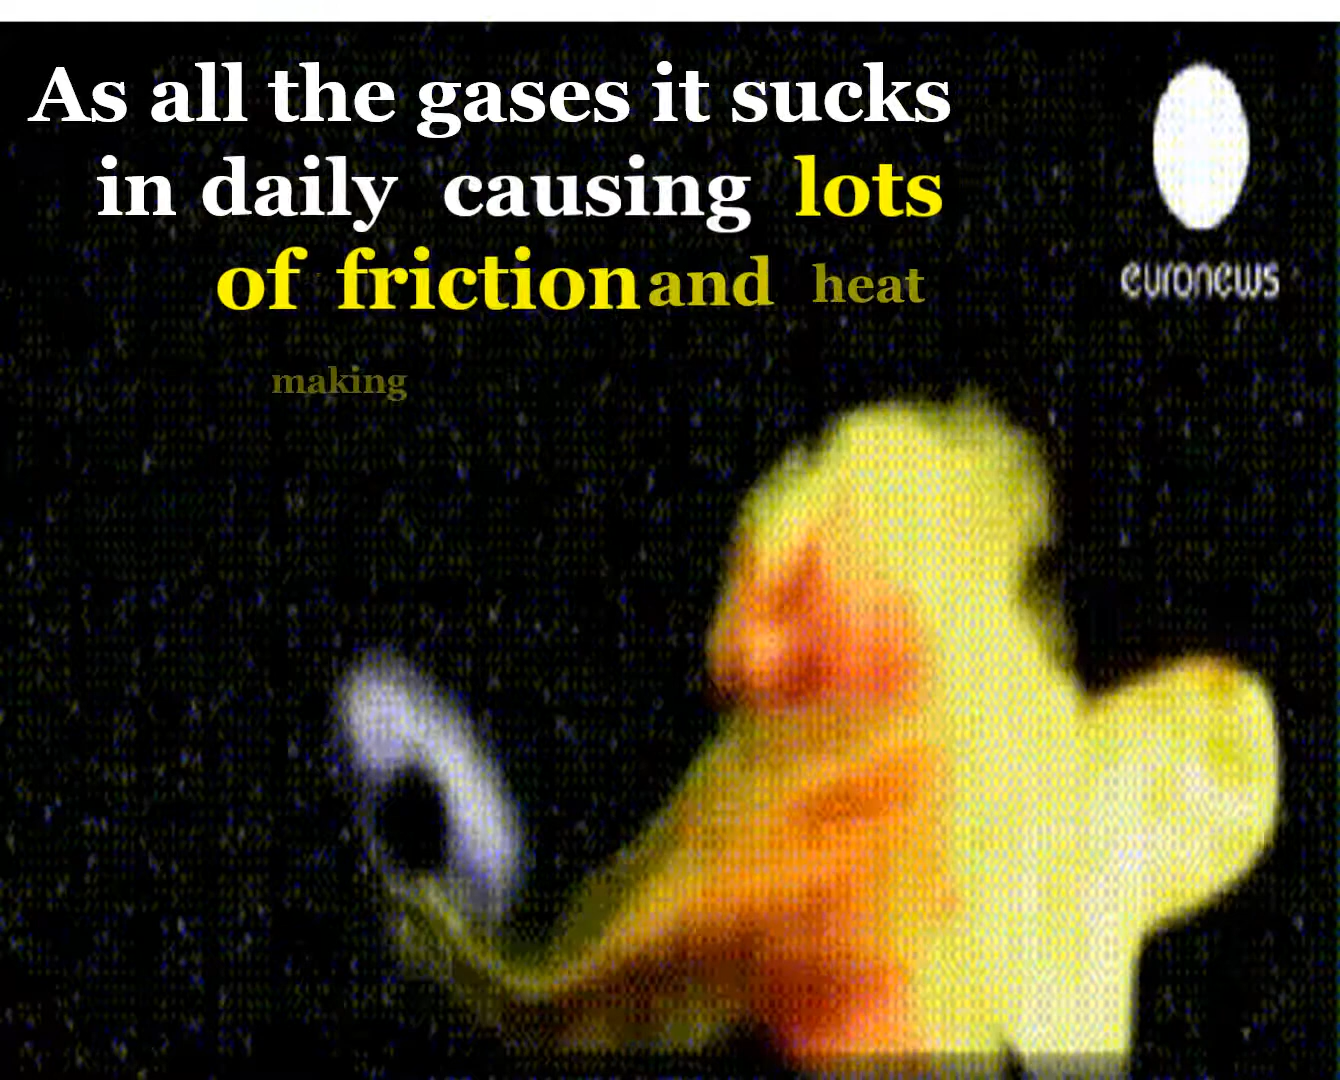 As all the gases it sucks
in daily causing lots
of friction and heat
making
euronews